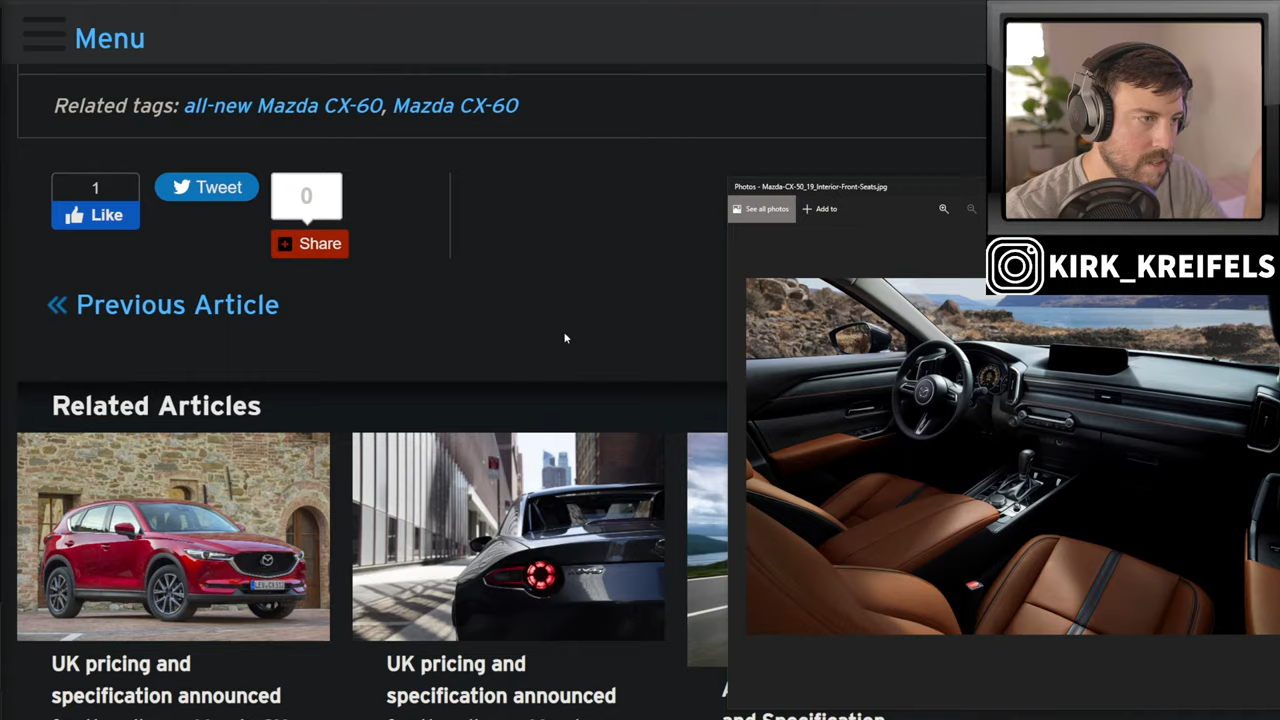 Menu
Related tags: all-new Mazda CX-60, Mazda CX-60
1
Like
Tweet
0
Share
Previous Article
Related Articles
UK pricing and
specification announced
UK pricing and
specification announced
and Specification
Photos - Mazda-CX-50_19_Interior-Front-Seats.jpg
See all photos
Add to
KIRK_KREIFELS